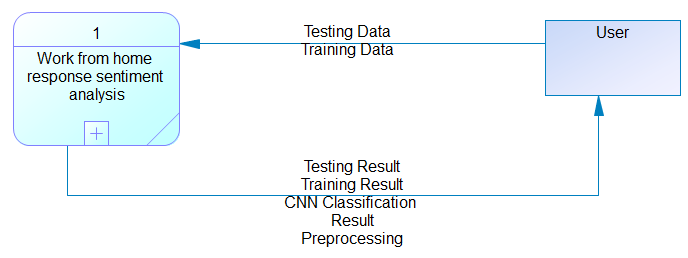 1
Work from home
response sentiment
analysis
Testing Data
Training Data
User
Testing Result
Training Result
CNN Classification
Result
Preprocessing